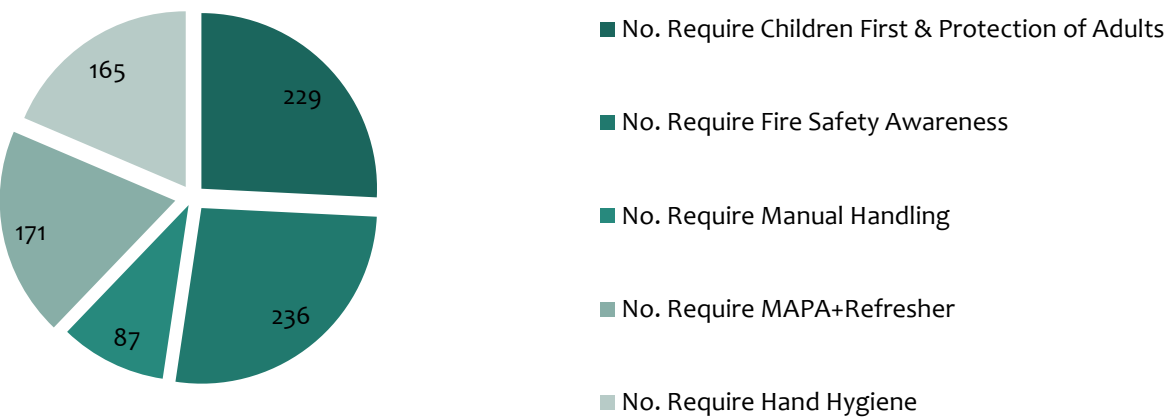 165
229
171
87
236
No. Require Children First & Protection of Adults
No. Require Fire Safety Awareness
No. Require Manual Handling
No. Require MAPA+Refresher
No. Require Hand Hygiene